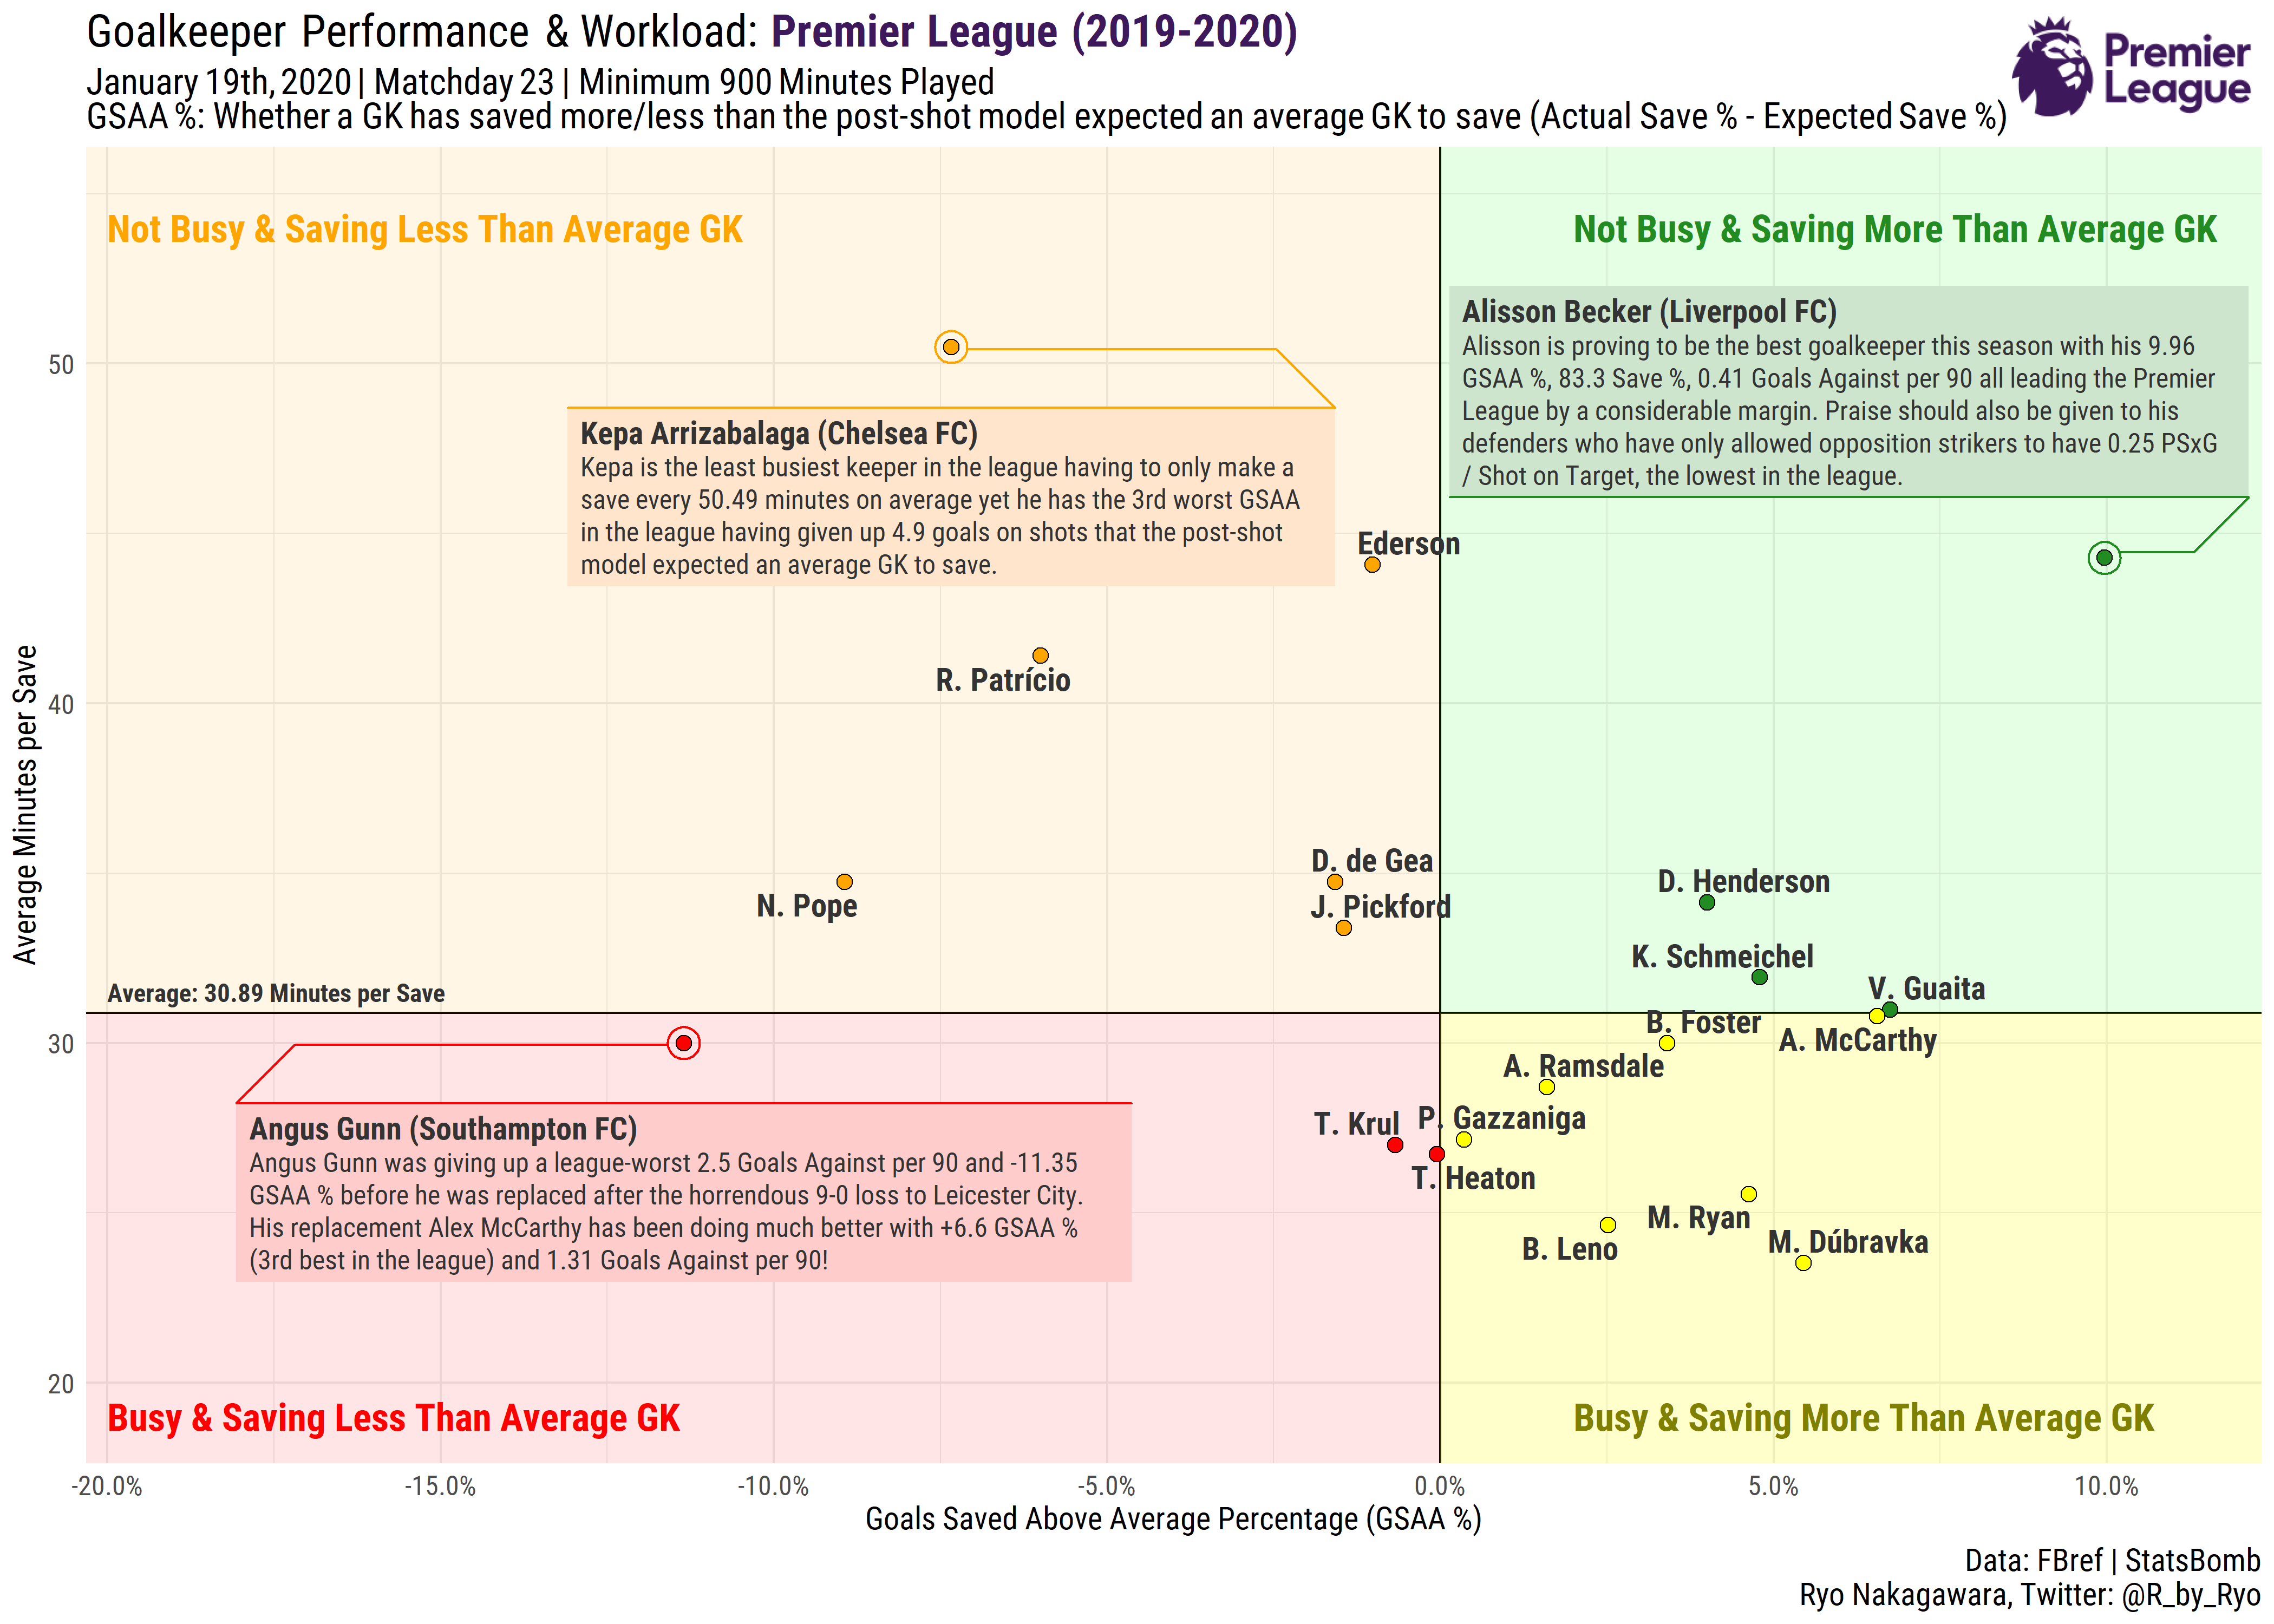 Goalkeeper Performance & Workload: Premier League (2019-2020)
January 19th, 2020 | Matchday 23 | Minimum 900 Minutes Played
GSAA %: Whether a GK has saved more/less than the post-shot model expected an average GK to save (Actual Save % - Expected Save %)
Premier
League
Not Busy & Saving Less Than Average GK
Not Busy & Saving More Than Average GK
Alisson Becker (Liverpool FC)
Alisson is proving to be the best goalkeeper this season with his 9.96
GSAA %, 83.3 Save %, 0.41 Goals Against per 90 all leading the Premier
League by a considerable margin. Praise should also be given to his
defenders who have only allowed opposition strikers to have 0.25 PSxG
/ Shot on Target, the lowest in the league.
Kepa Arrizabalaga (Chelsea FC)
Kepa is the least busiest keeper in the league having to only make a
save every 50.49 minutes on average yet he has the 3rd worst GSAA
in the league having given up 4.9 goals on shots that the post-shot
model expected an average GK to save.
Ederson
R. Patrício
D. de Gea
N. Pope
J. Pickford
D. Henderson
K. Schmeichel
V. Guaita
Average: 30.89 Minutes per Save
B. Foster
A. McCarthy
A. Ramsdale
T. Krul
P. Gazzaniga
T. Heaton
M. Ryan
B. Leno
M. Dúbravka
Angus Gunn (Southampton FC)
Angus Gunn was giving up a league-worst 2.5 Goals Against per 90 and -11.35
GSAA % before he was replaced after the horrendous 9-0 loss to Leicester City.
His replacement Alex McCarthy has been doing much better with +6.6 GSAA %
(3rd best in the league) and 1.31 Goals Against per 90!
Busy & Saving Less Than Average GK
Busy & Saving More Than Average GK
Average Minutes per Save
50
40
30
20
-20.0%
-15.0%
-10.0%
-5.0%
0.0%
5.0%
10.0%
Goals Saved Above Average Percentage (GSAA %)
Data: FBref | StatsBomb
Ryo Nakagawara, Twitter: @R_by_Ryo